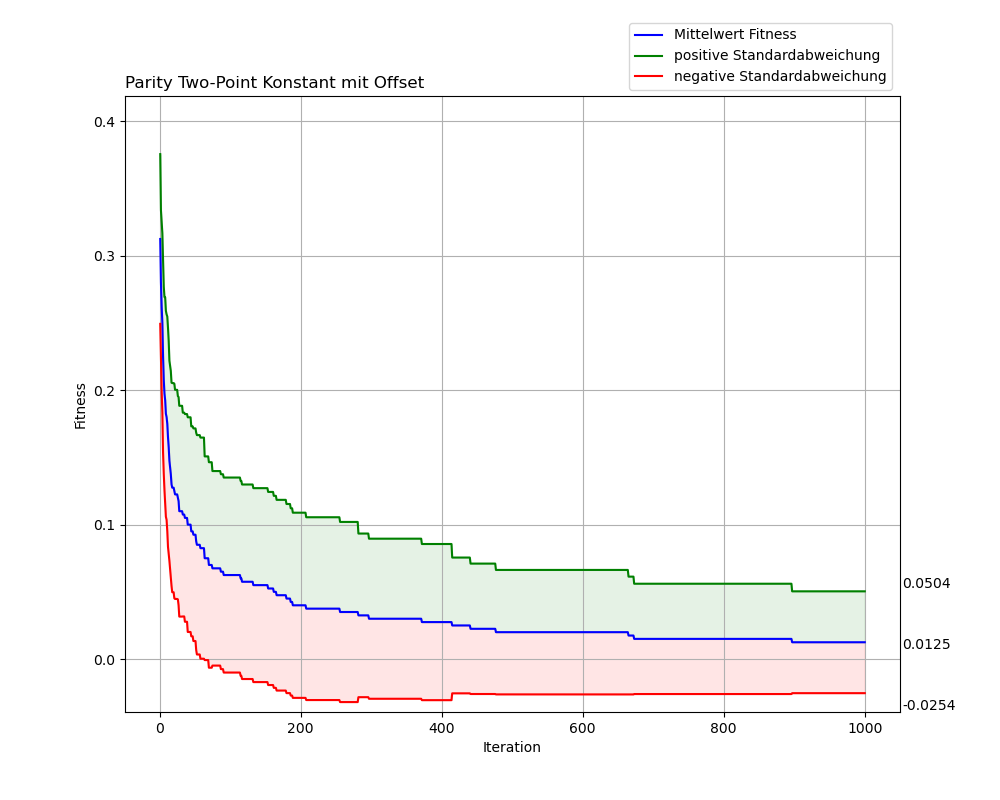 Mittelwert Fitness
positive Standardabweichung
negative Standardabweichung
Parity Two-Point Konstant mit Offset
0.4
0.3
0.2
0.1
0.0
Fitness
0.0504
0.0125
-0.0254
0 200 400 600 800 1000
Iteration